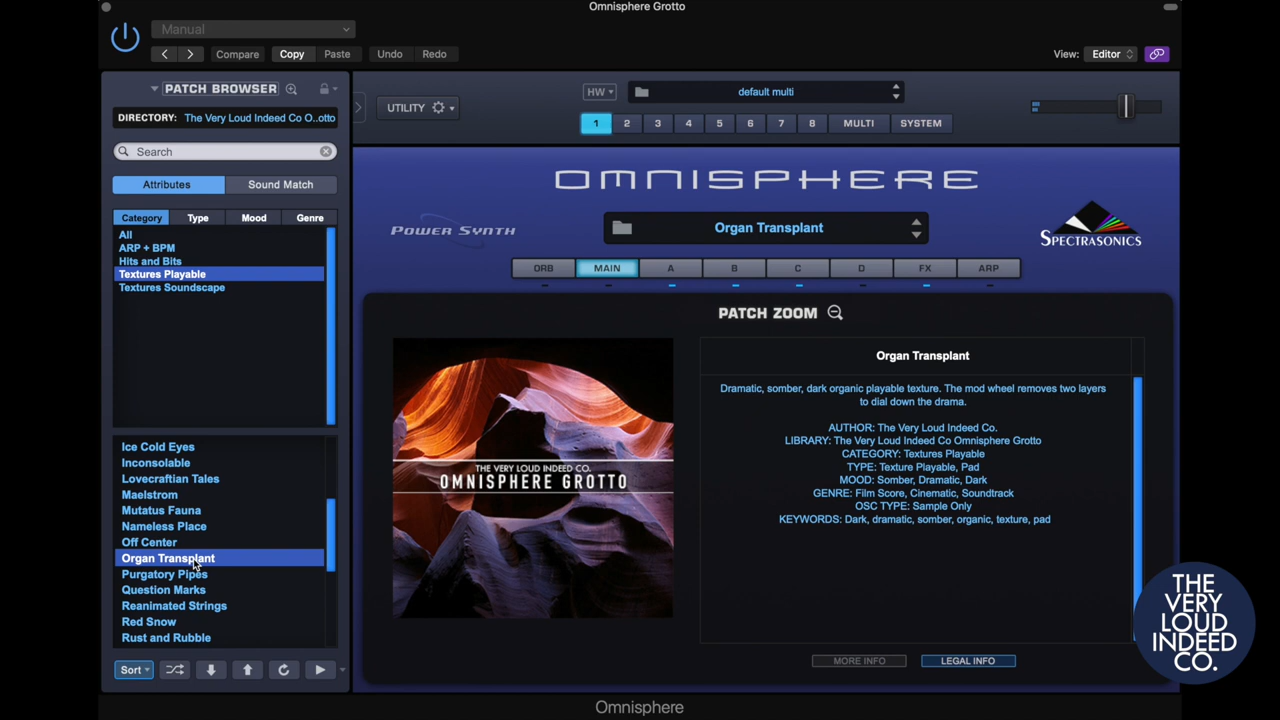 Omnisphere Grotto
Manual
Compare
Copy
Paste
Undo
Redo
View:
Editor
PATCH BROWSER
DIRECTORY: The Very Loud Indeed Co O..otto
Search
Attributes
Sound Match
Category
Type
Mood
Genre
All
ARP + BPM
Hits and Bits
Textures Playable
Textures Soundscape
Ice Cold Eyes
Inconsolable
Lovecraftian Tales
Maelstrom
Mutatus Fauna
Nameless Place
Off Center
Organ Transplant
Purgatory Pipes
Question Marks
Reanimated Strings
Red Snow
Rust and Rubble
Sort
UTILITY
HW
default multi
1 2 3 4 5 6 7 8 MULTI SYSTEM
OMNISPHERE
POWER SYNTH
Organ Transplant
SPECTRASONICS
ORB MAIN A B C D FX ARP
PATCH ZOOM
THE VERY LOUD INDEED CO.
OMNISPHERE GROTTO
Organ Transplant
Dramatic, somber, dark organic playable texture. The mod wheel removes two layers
to dial down the drama.
AUTHOR: The Very Loud Indeed Co.
LIBRARY: The Very Loud Indeed Co Omnisphere Grotto
CATEGORY: Textures Playable
TYPE: Texture Playable, Pad
MOOD: Somber, Dramatic, Dark
GENRE: Film Score, Cinematic, Soundtrack
OSC TYPE: Sample Only
KEYWORDS: Dark, dramatic, somber, organic, texture, pad
MORE INFO
LEGAL INFO
THE
VERY
LOUD
INDEED
CO.
Omnisphere